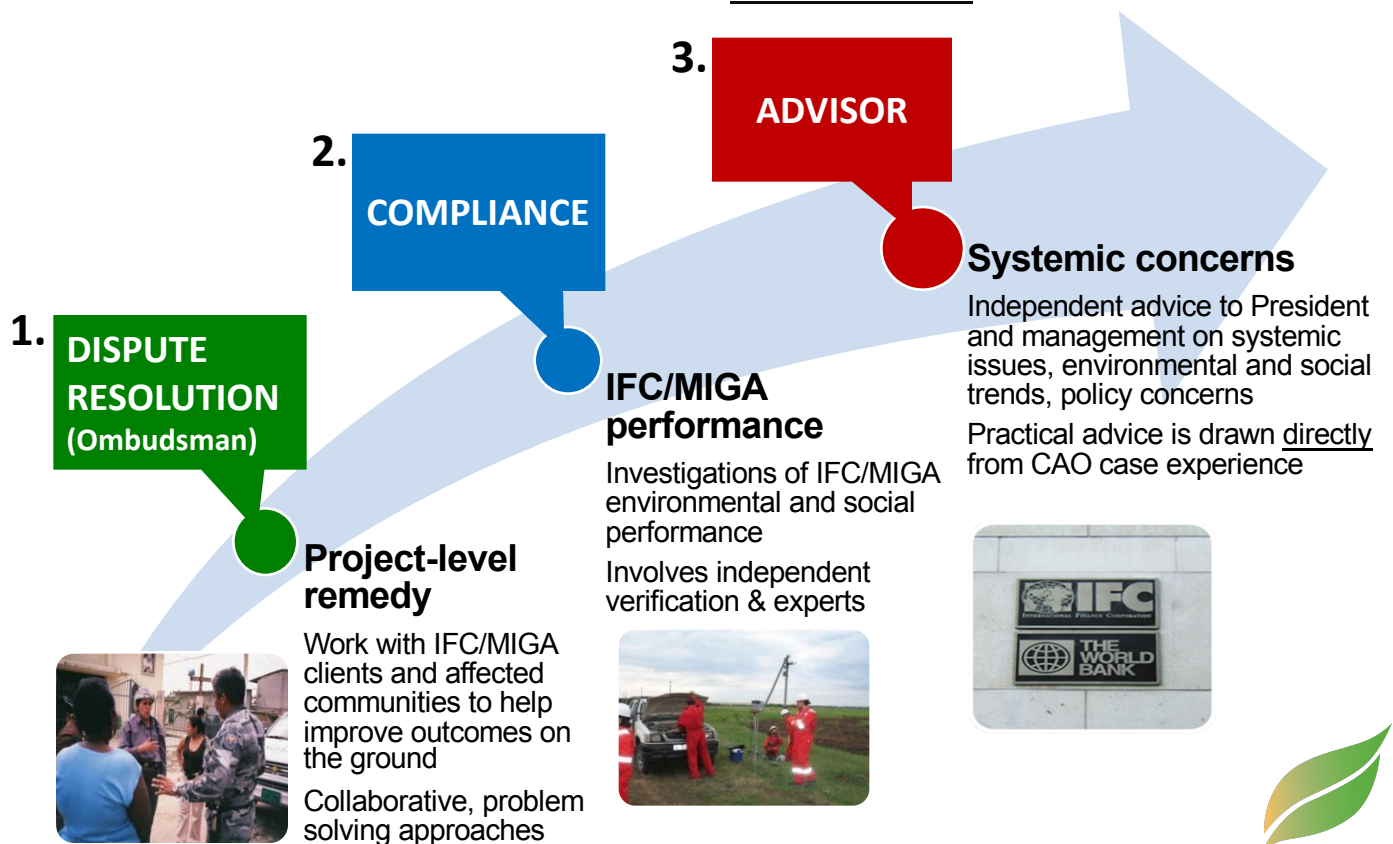 1.
DISPUTE
RESOLUTION
(Ombudsman)
Project-level
remedy
Work with IFC/MIGA
clients and affected
communities to help
improve outcomes on
the ground
Collaborative, problem
solving approaches
2.
COMPLIANCE
IFC/MIGA
performance
Investigations of IFC/MIGA
environmental and social
performance
Involves independent
verification & experts
3.
ADVISOR
Systemic concerns
Independent advice to President
and management on systemic
issues, environmental and social
trends, policy concerns
Practical advice is drawn directly
from CAO case experience
IFC
INTERNATIONAL FINANCE CORPORATION
THE
WORLD
BANK